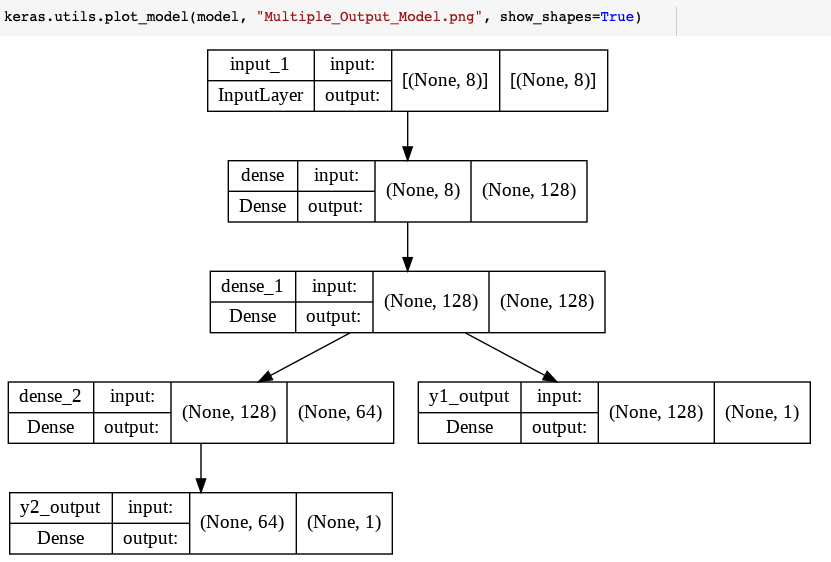 keras.utils.plot_model(model, "Multiple_Output_Model.png", show_shapes=True)
input_1 input: [(None, 8)] [(None, 8)]
InputLayer output:
dense input: (None, 8) (None, 128)
Dense output:
dense_1 input: (None, 128) (None, 128)
Dense output:
dense_2 input: (None, 128) (None, 64)
Dense output:
y1_output input: (None, 128) (None, 1)
Dense output:
y2_output input: (None, 64) (None, 1)
Dense output: